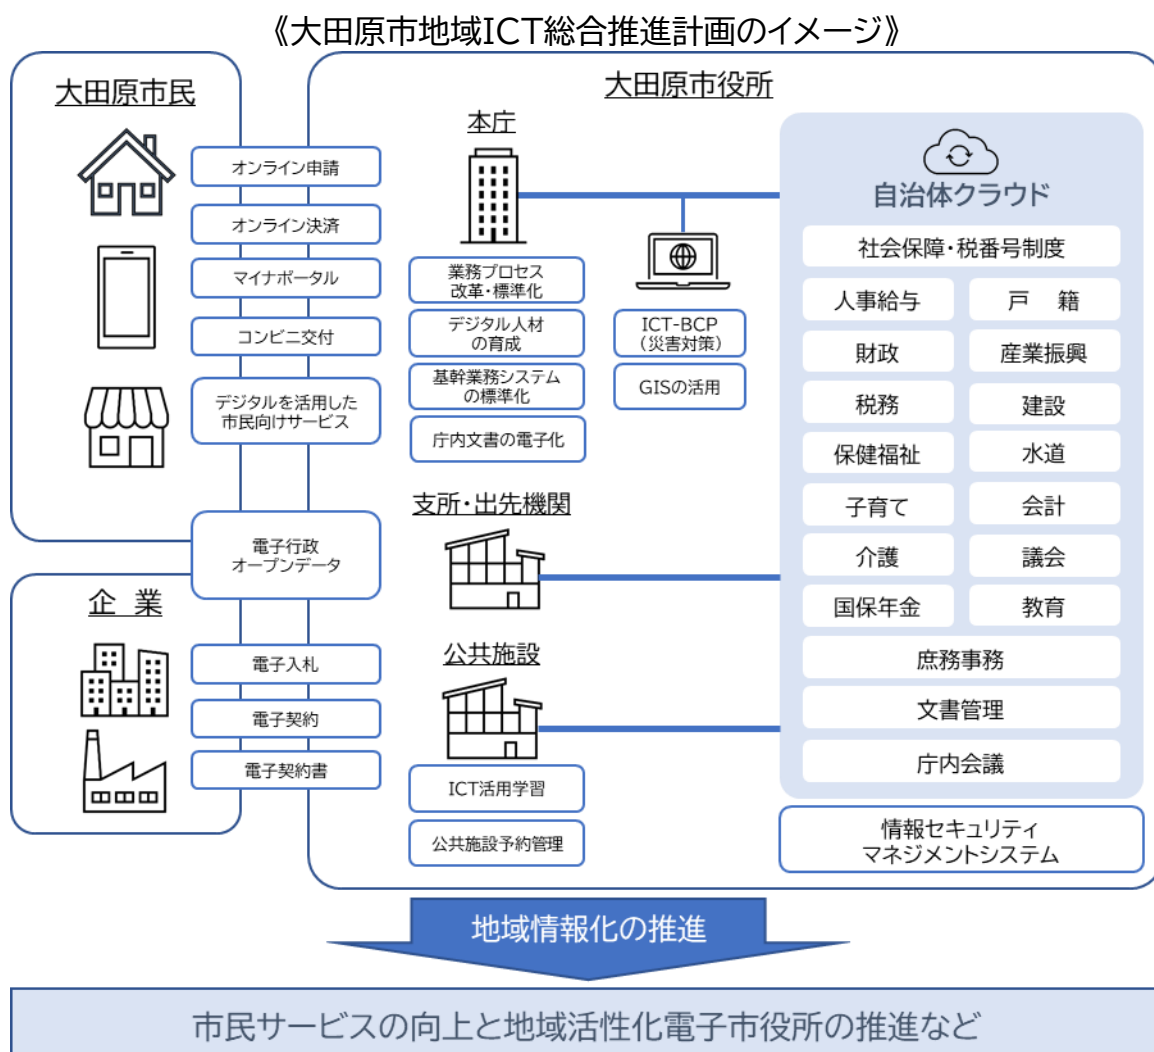 《大田原市地域ICT総合推進計画のイメージ》
大田原市民
オンライン申請
オンライン決済
マイナポータル
コンビニ交付
デジタルを活用した
市民向けサービス
電子行政
オープンデータ
企　業
電子入札
電子契約
電子契約書
大田原市役所
本庁
業務プロセス
改革・標準化
デジタル人材
の育成
基幹業務システム
の標準化
庁内文書の電子化
ICT-BCP
（災害対策）
GISの活用
支所・出先機関
公共施設
ICT活用学習
公共施設予約管理
自治体クラウド
社会保障・税番号制度
人事給与
戸　籍
財政
産業振興
税務
建設
保健福祉
水道
子育て
会計
介護
議会
国保年金
教育
庶務事務
文書管理
庁内会議
情報セキュリティ
マネジメントシステム
地域情報化の推進
市民サービスの向上と地域活性化電子市役所の推進など